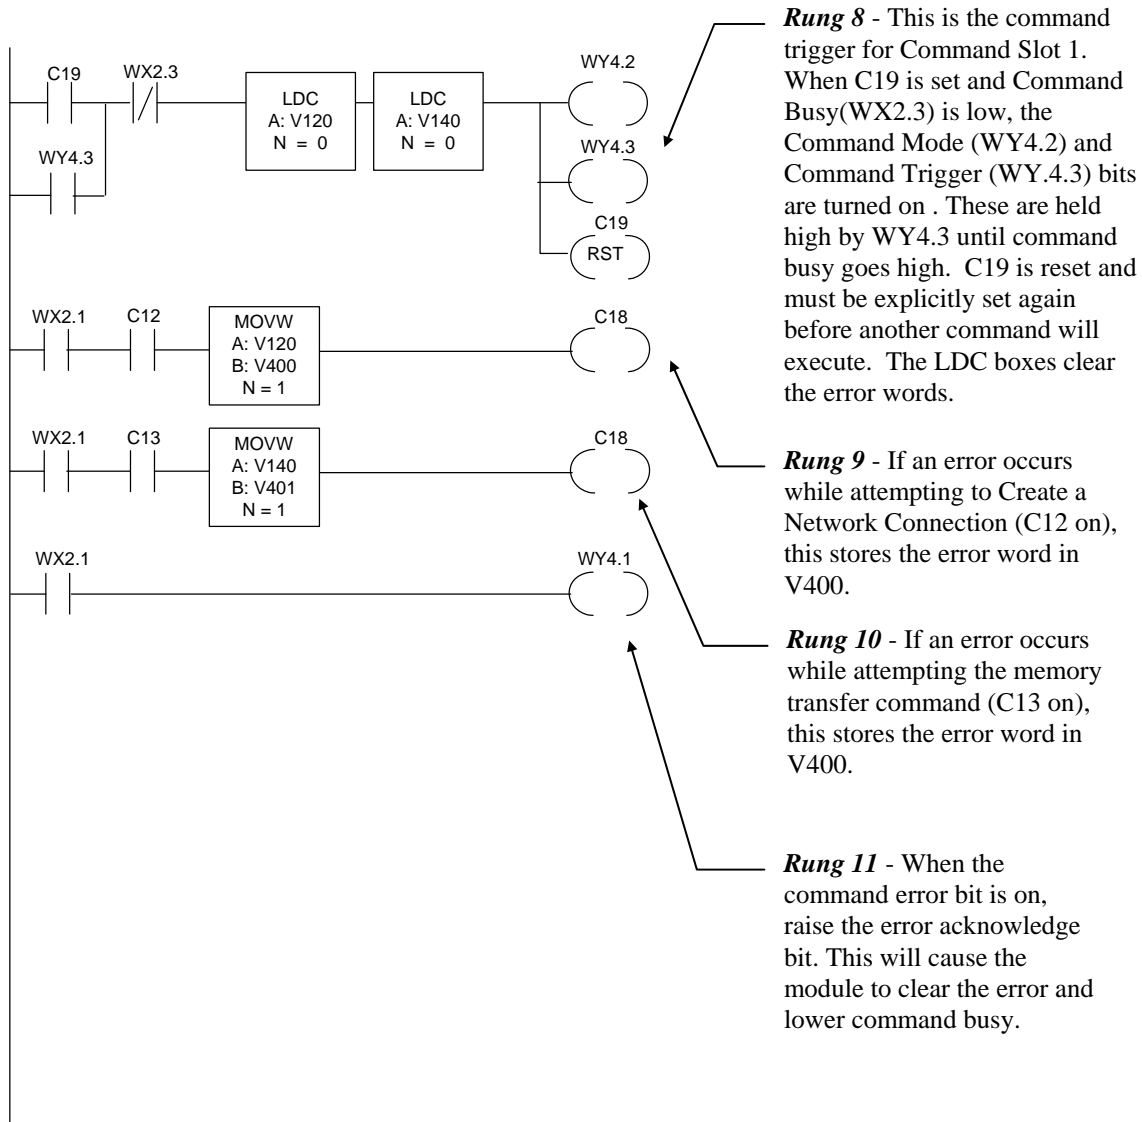 C19
WX2.3
LDC
A: V120
N = 0
LDC
A: V140
N = 0
WY4.2
WY4.3
WY4.3
C19
RST
WX2.1
C12
MOVW
A: V120
B: V400
N = 1
C18
WX2.1
C13
MOVW
A: V140
B: V401
N = 1
C18
WX2.1
WY4.1
Rung 8 - This is the command
trigger for Command Slot 1.
When C19 is set and Command
Busy(WX2.3) is low, the
Command Mode (WY4.2) and
Command Trigger (WY.4.3) bits
are turned on . These are held
high by WY4.3 until command
busy goes high. C19 is reset and
must be explicitly set again
before another command will
execute. The LDC boxes clear
the error words.
Rung 9 - If an error occurs
while attempting to Create a
Network Connection (C12 on),
this stores the error word in
V400.
Rung 10 - If an error occurs
while attempting the memory
transfer command (C13 on),
this stores the error word in
V400.
Rung 11 - When the
command error bit is on,
raise the error acknowledge
bit. This will cause the
module to clear the error and
lower command busy.